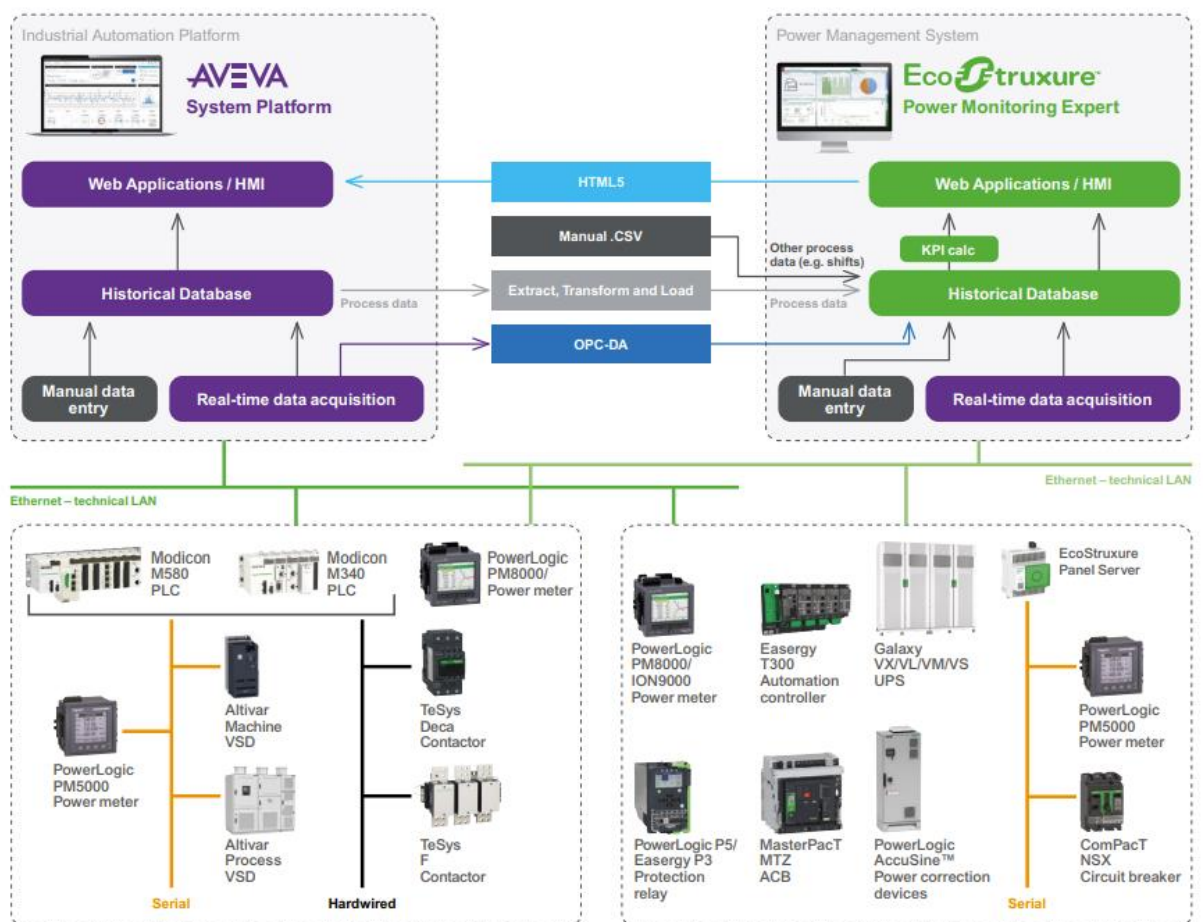 Industrial Automation Platform
AVEVA
System Platform
Web Applications / HMI
Historical Database
Manual data
entry
Real-time data acquisition
HTML5
Manual .CSV
Extract, Transform and Load
OPC-DA
Process data
Other process
data (e.g. shifts)
Process data
Power Management System
EcoStruxure™
Power Monitoring Expert
Web Applications / HMI
KPI calc
Historical Database
Manual data
entry
Real-time data acquisition
Ethernet – technical LAN
Ethernet – technical LAN
Modicon
M580
PLC
Modicon
M340
PLC
PowerLogic
PM8000/
Power meter
PowerLogic
PM5000
Power meter
Altivar
Machine
VSD
TeSys
Deca
Contactor
Altivar
Process
VSD
TeSys
F
Contactor
Serial
Hardwired
PowerLogic
PM8000/
ION9000
Power meter
Easergy
T300
Automation
controller
Galaxy
VX/VL/VM/VS
UPS
EcoStruxure
Panel Server
PowerLogic
PM5000
Power meter
PowerLogic P5/
Easergy P3
Protection
relay
MasterPacT
MTZ
ACB
PowerLogic
AccuSine™
Power correction
devices
ComPacT
NSX
Circuit breaker
Serial